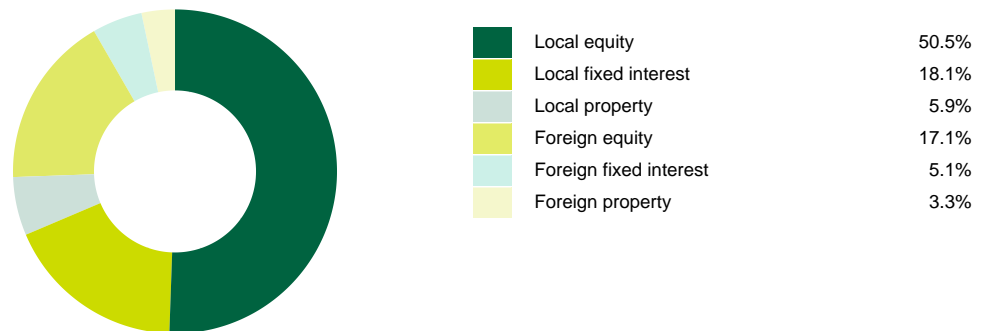 Local equity 50.5%
Local fixed interest 18.1%
Local property 5.9%
Foreign equity 17.1%
Foreign fixed interest 5.1%
Foreign property 3.3%